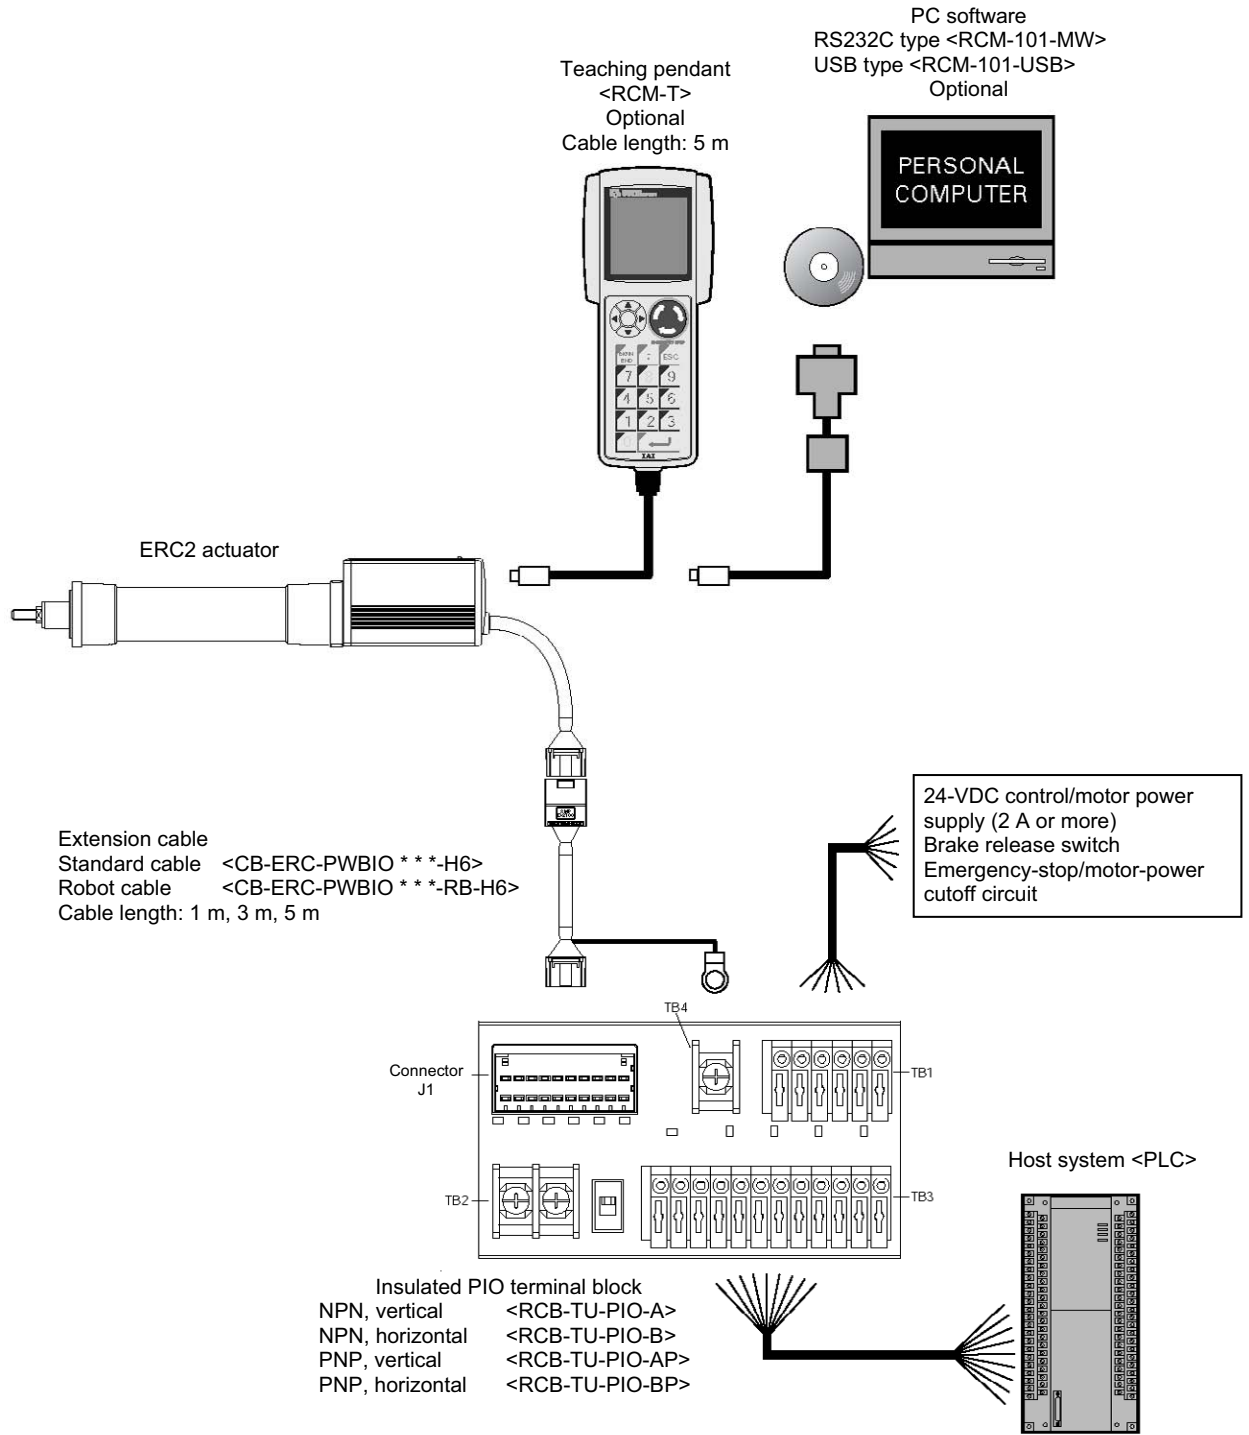 PC software
RS232C type <RCM-101-MW>
USB type <RCM-101-USB>
Optional
Teaching pendant
<RCM-T>
Optional
Cable length: 5 m
PERSONAL
COMPUTER
ESC
7 9
4 5 6
1 2 3
IAI
ERC2 actuator
24-VDC control/motor power
supply (2 A or more)
Brake release switch
Emergency-stop/motor-power
cutoff circuit
Extension cable
Standard cable <CB-ERC-PWBIO * * *-H6>
Robot cable <CB-ERC-PWBIO * * *-RB-H6>
Cable length: 1 m, 3 m, 5 m
TB4
Connector
J1
TB1
TB2
TB3
Host system <PLC>
Insulated PIO terminal block
NPN, vertical <RCB-TU-PIO-A>
NPN, horizontal <RCB-TU-PIO-B>
PNP, vertical <RCB-TU-PIO-AP>
PNP, horizontal <RCB-TU-PIO-BP>